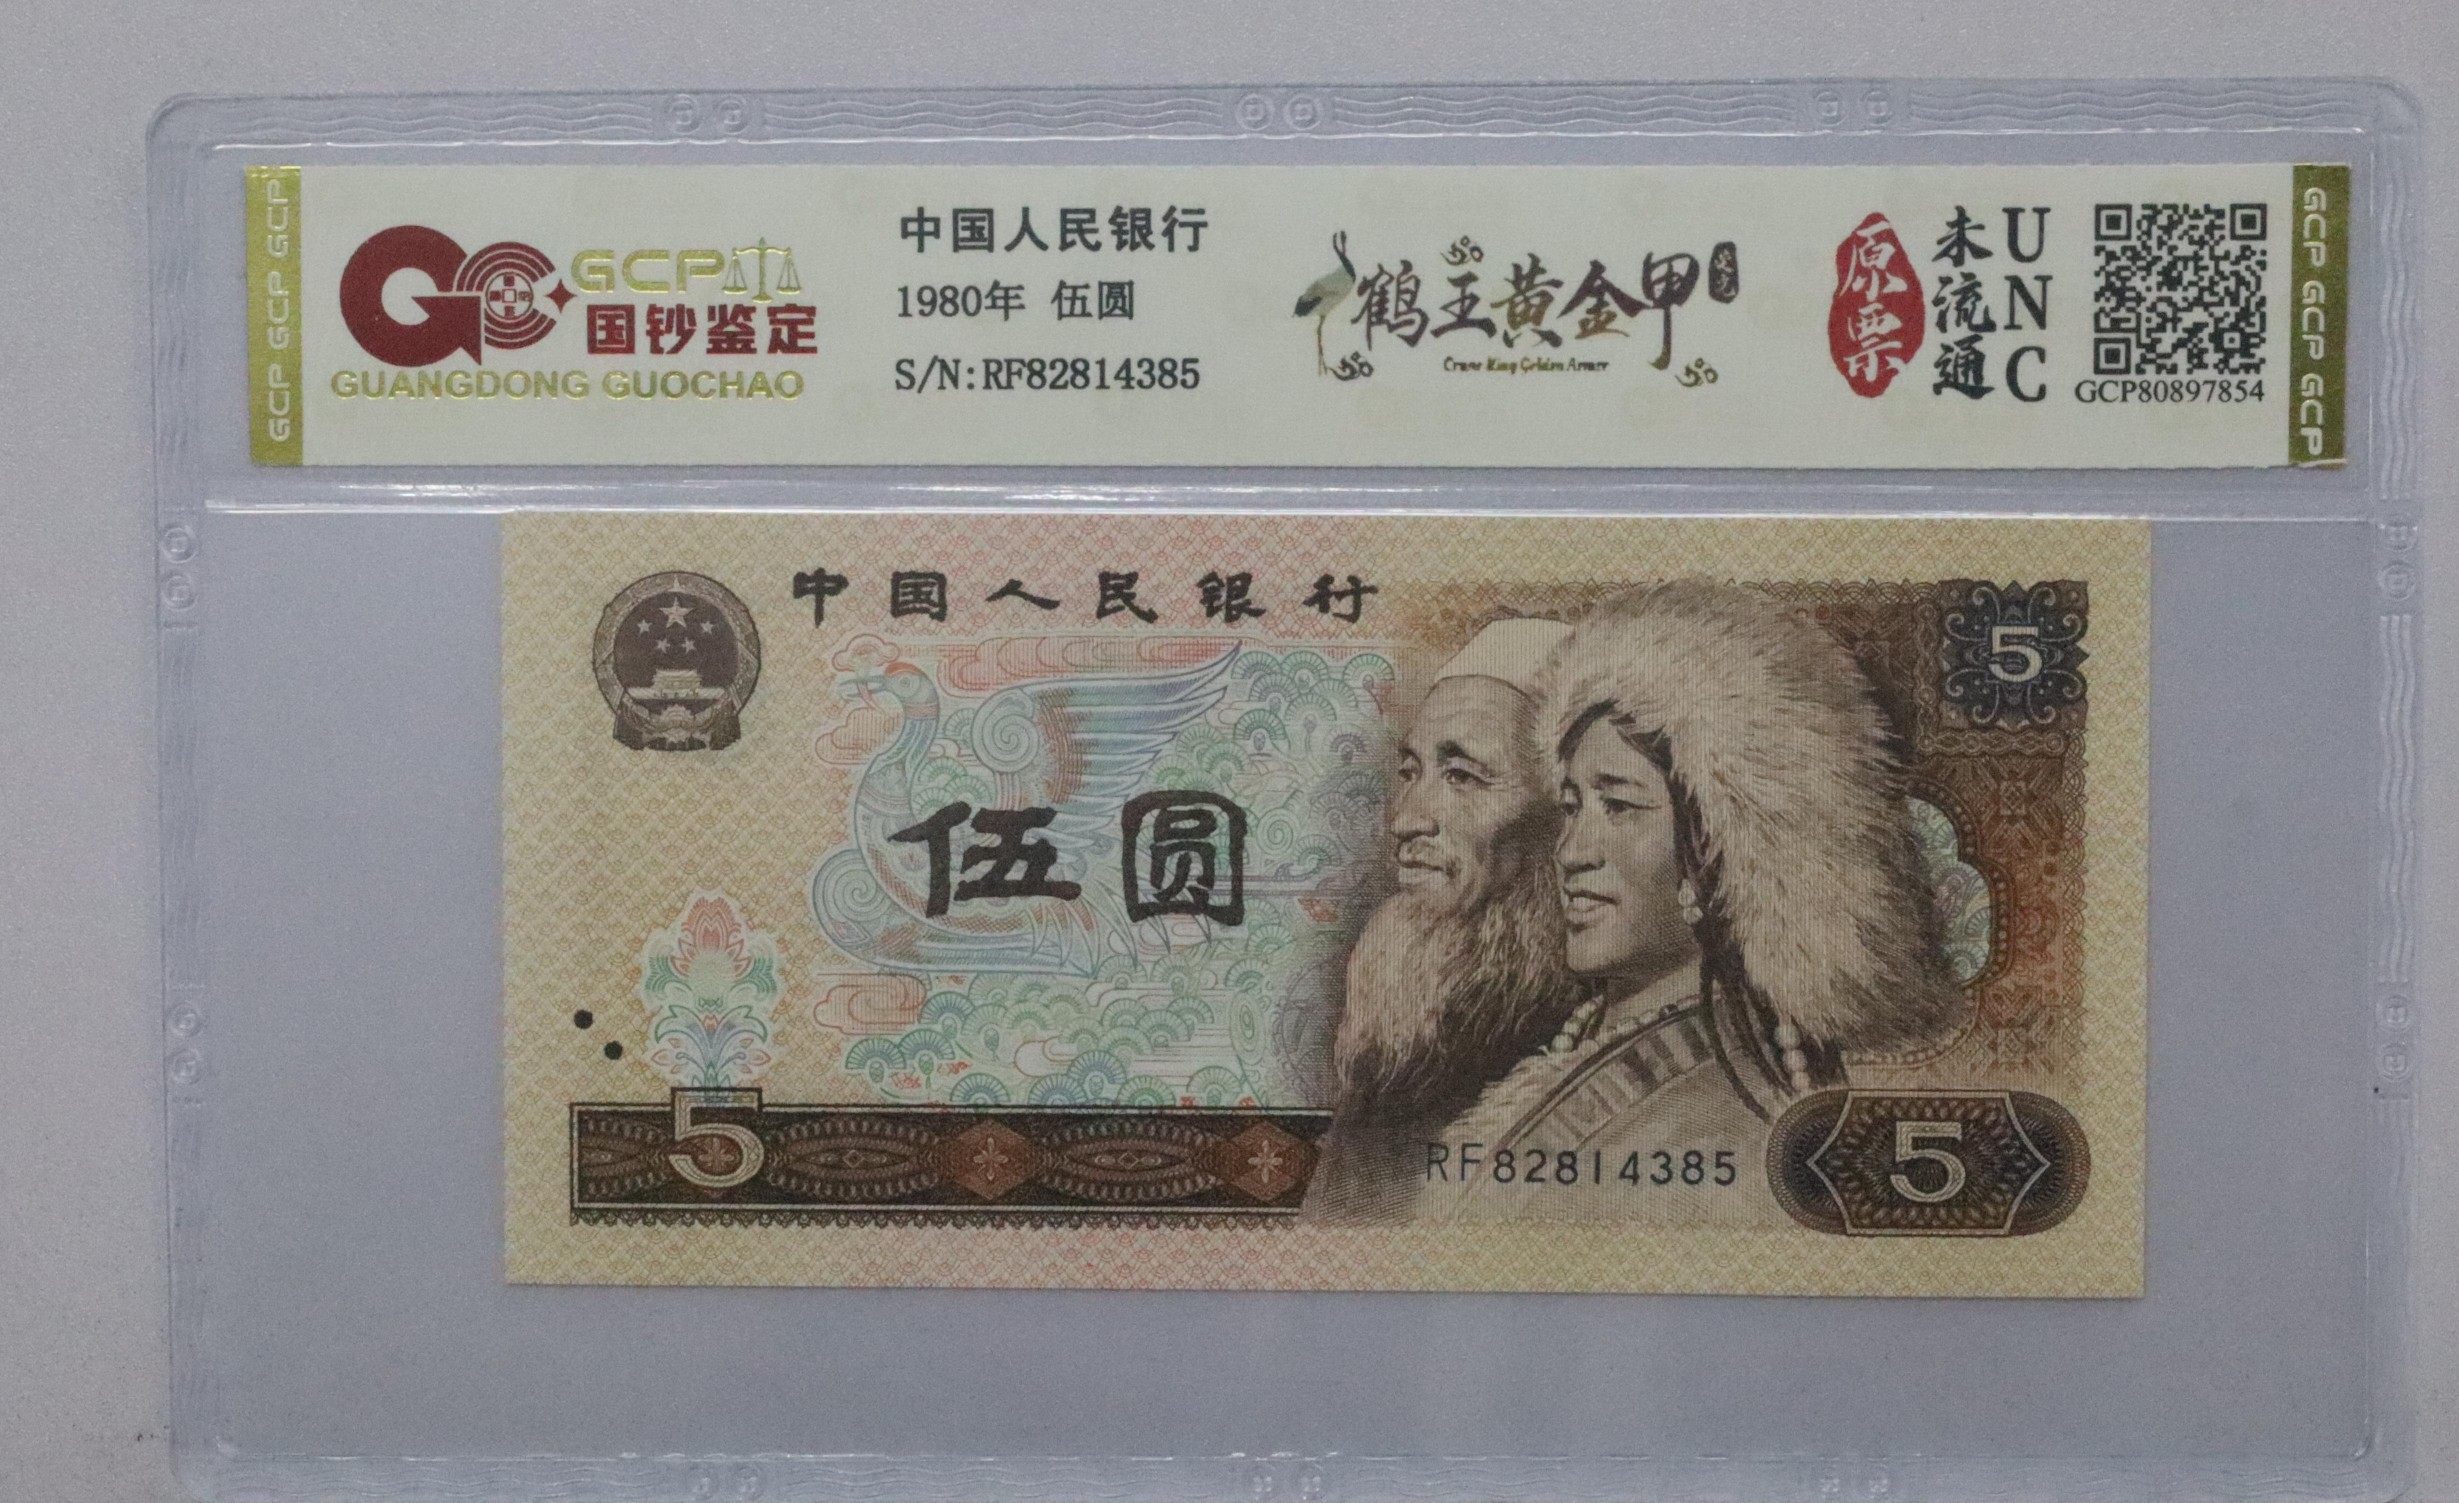 GCP GCP GCP
GCP
国钞鉴定
GUANGDONG GUOCHAO
中国人民银行
1980年 伍圆
S/N:RF82814385
鹤王黄金甲
Crane King Golden Armor
原票
未流通
UNC
GCP80897854
GCP GCP GCP
中国人民银行
5
伍圆
5
RF82814385
5